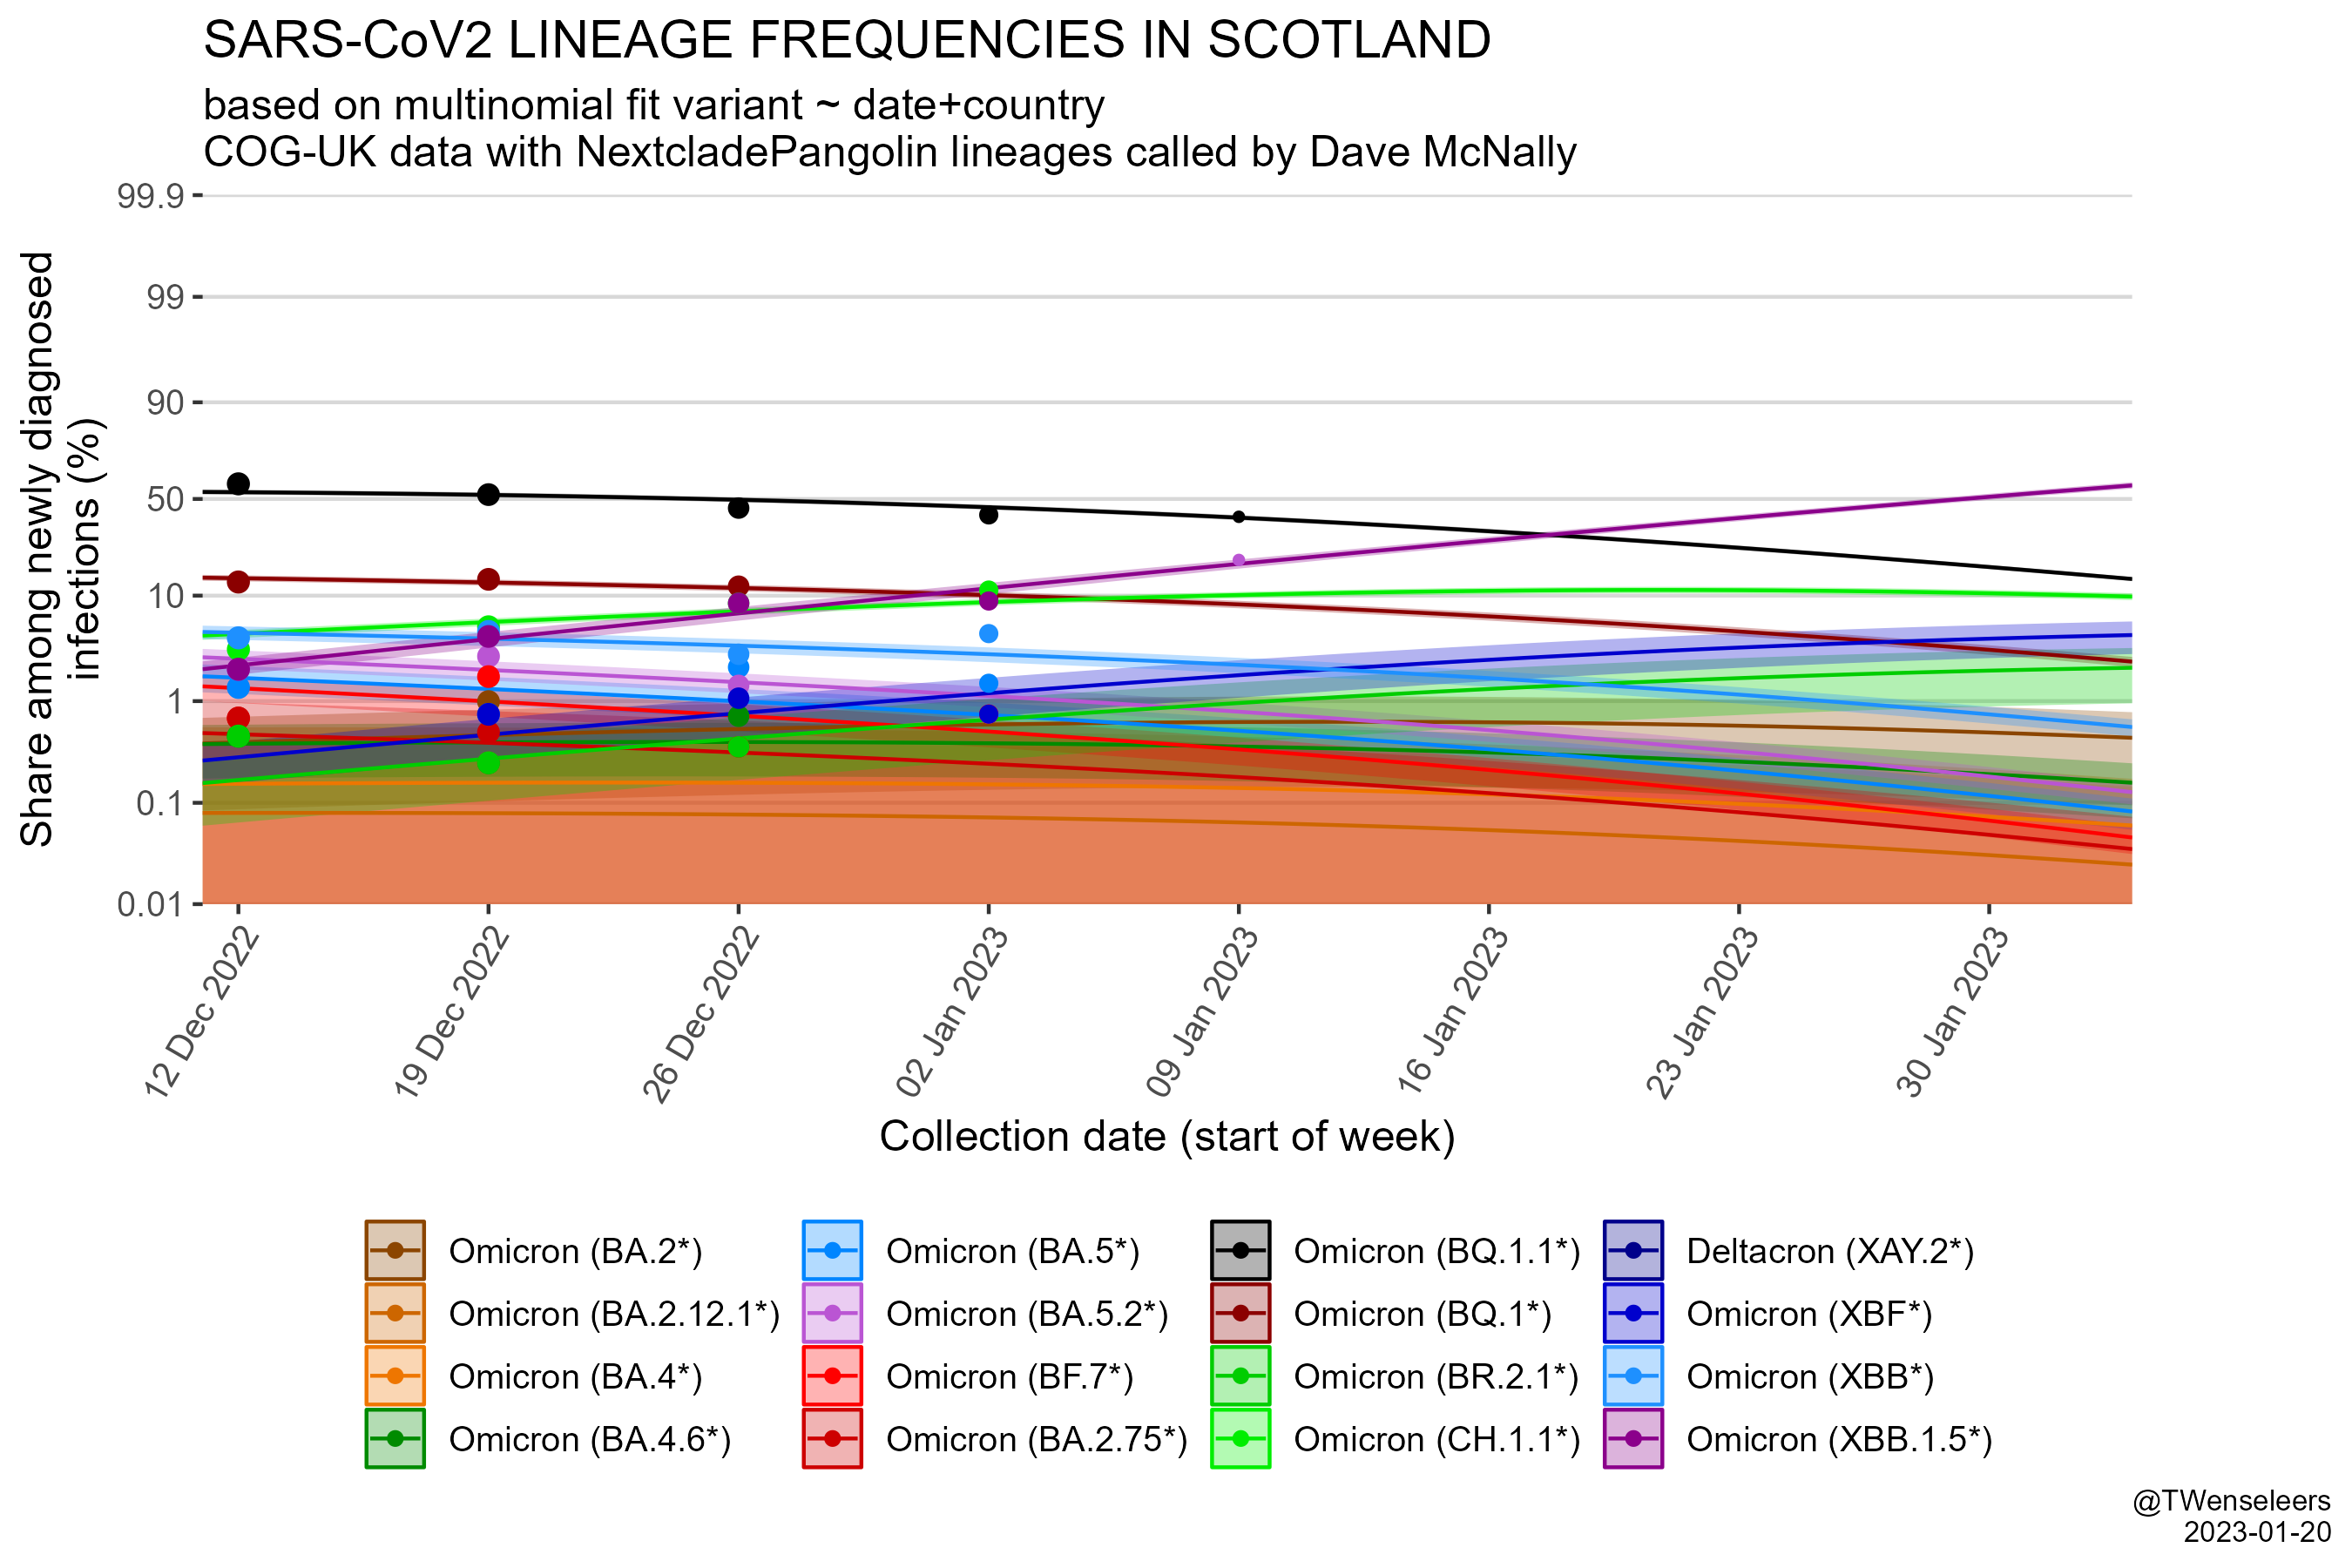 SARS-CoV2 LINEAGE FREQUENCIES IN SCOTLAND
based on multinomial fit variant ~ date+country
COG-UK data with NextcladePangolin lineages called by Dave McNally
Share among newly diagnosed
infections (%)
99.9
99
90
50
10
1
0.1
0.01
12 Dec 2022
19 Dec 2022
26 Dec 2022
02 Jan 2023
09 Jan 2023
16 Jan 2023
23 Jan 2023
30 Jan 2023
Collection date (start of week)
Omicron (BA.2*)
Omicron (BA.2.12.1*)
Omicron (BA.4*)
Omicron (BA.4.6*)
Omicron (BA.5*)
Omicron (BA.5.2*)
Omicron (BF.7*)
Omicron (BA.2.75*)
Omicron (BQ.1.1*)
Omicron (BQ.1*)
Omicron (BR.2.1*)
Omicron (CH.1.1*)
Deltacron (XAY.2*)
Omicron (XBF*)
Omicron (XBB*)
Omicron (XBB.1.5*)
@TWenseleers
2023-01-20